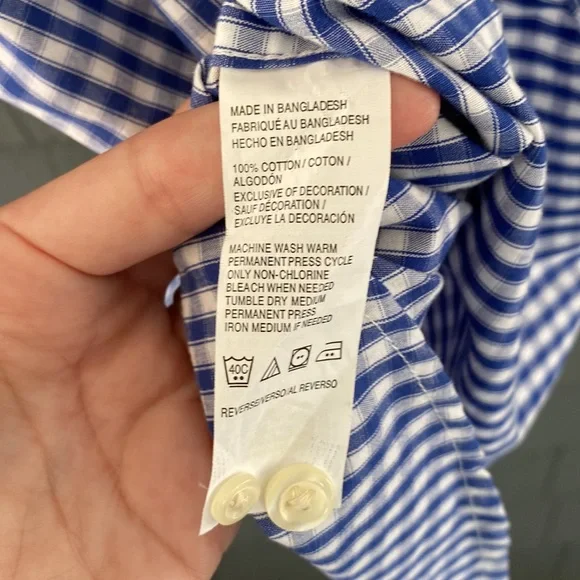 MADE IN BANGLADESH
FABRIQUÉ AU BANGLADESH
HECHO EN BANGLADESH
100% COTTON / COTON /
ALGODÓN
EXCLUSIVE OF DECORATION /
SAUF DÉCORATION /
EXCLUYE LA DECORACIÓN
MACHINE WASH WARM
PERMANENT PRESS CYCLE
ONLY NON-CHLORINE
BLEACH WHEN NEEDED
TUMBLE DRY MEDIUM
PERMANENT PRESS
IRON MEDIUM IF NEEDED
40C
REVERSE/VERSO/AL REVERSO